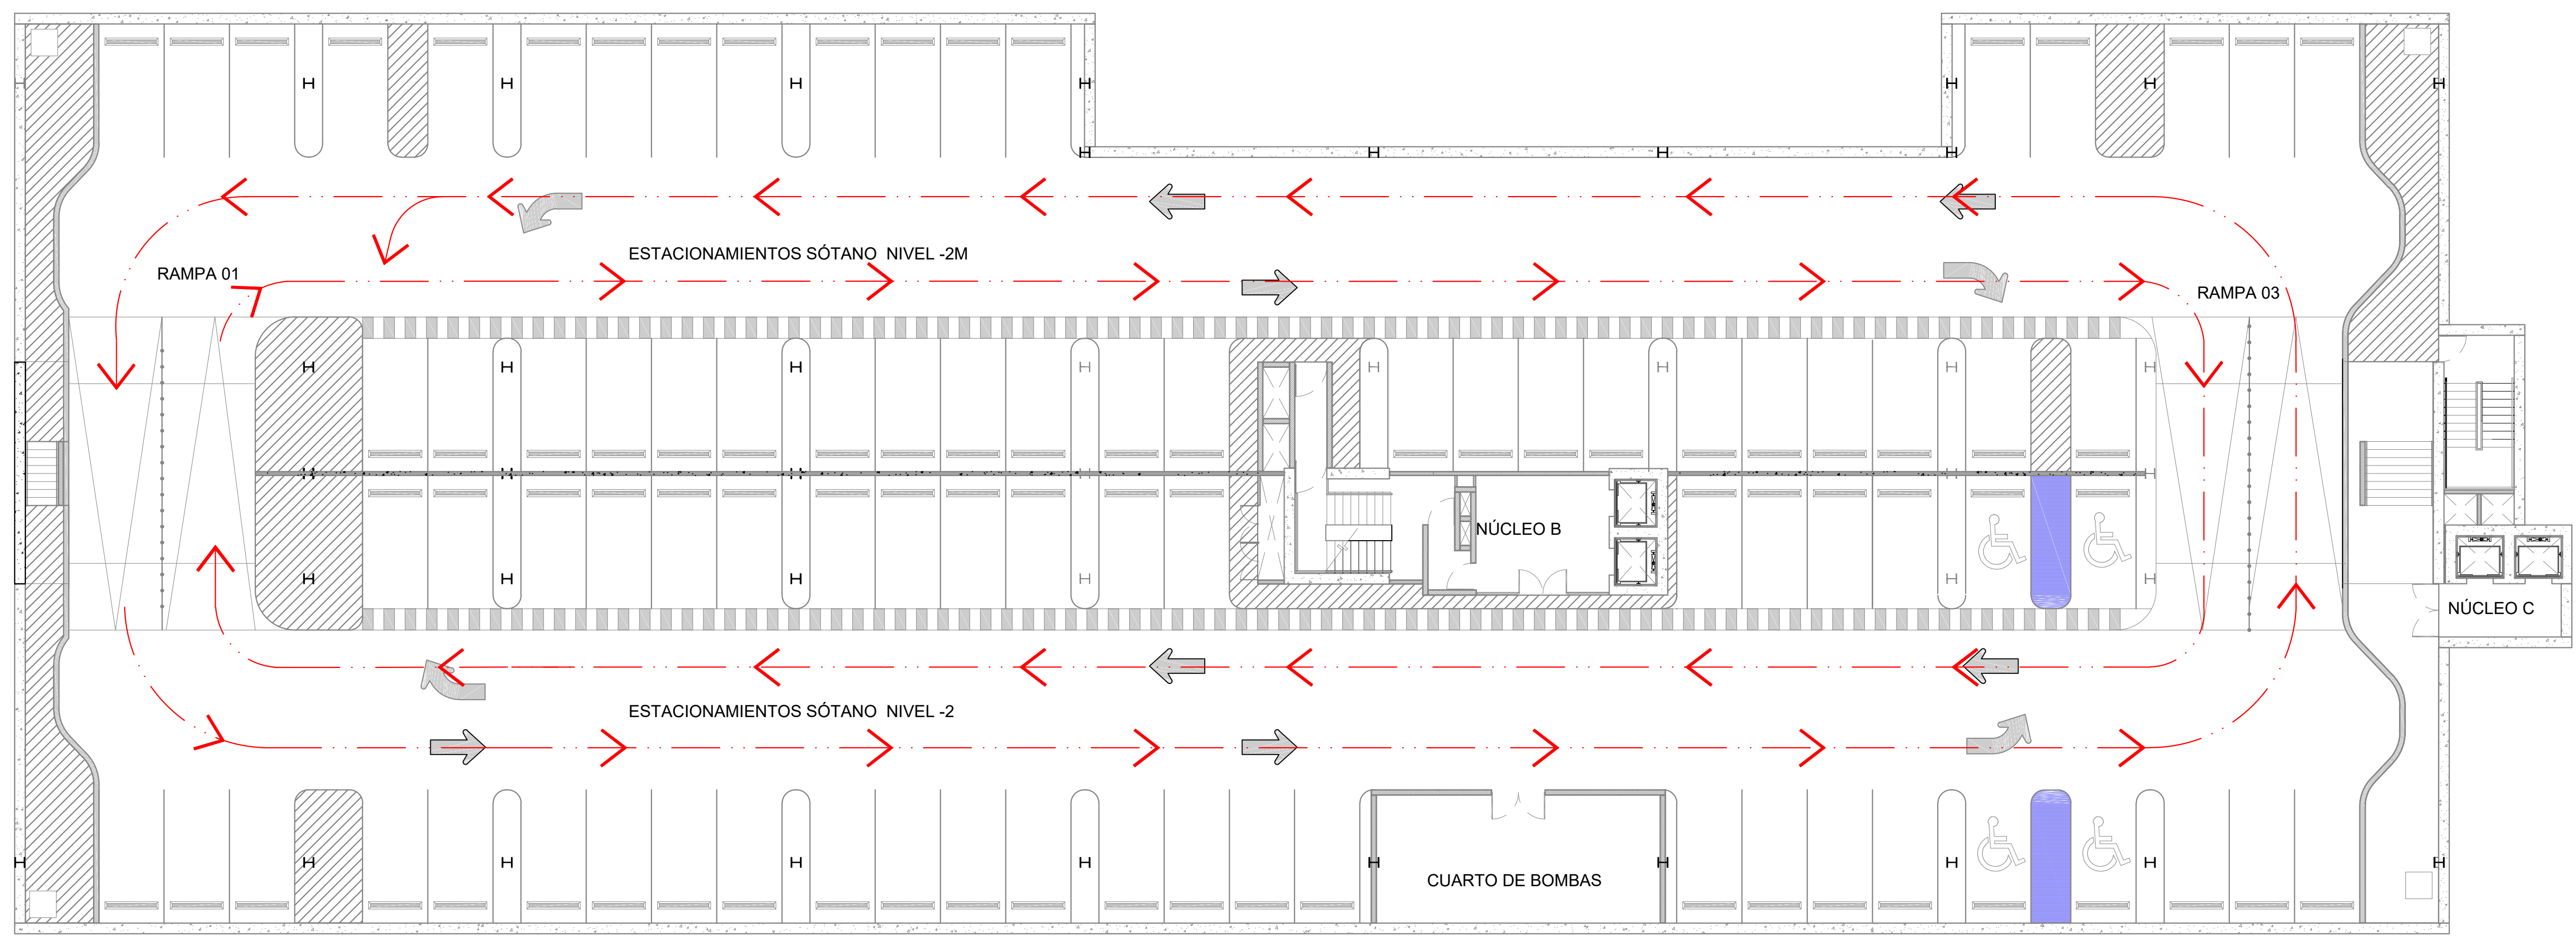 ESTACIONAMIENTOS SÓTANO  NIVEL -2M
RAMPA 01
RAMPA 03
NÚCLEO B
NÚCLEO C
ESTACIONAMIENTOS SÓTANO  NIVEL -2
CUARTO DE BOMBAS